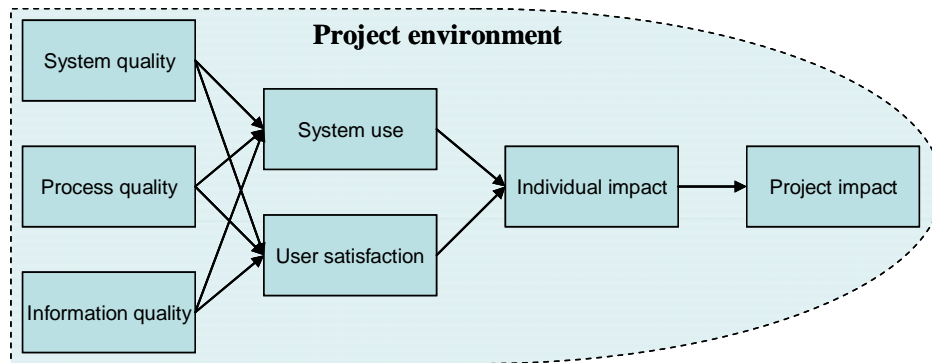 Project environment
System quality
System use
Process quality
Individual impact
Project impact
User satisfaction
Information quality